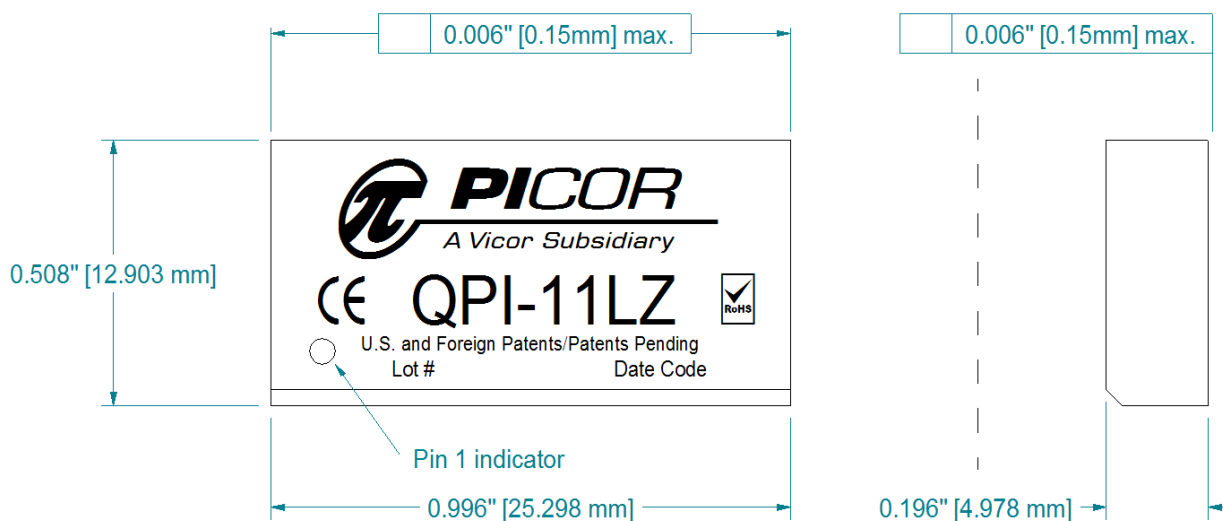 0.006" [0.15mm] max.
0.006" [0.15mm] max.
π PICOR
A Vicor Subsidiary
0.508" [12.903 mm]
CE QPI-11LZ RoHS
U.S. and Foreign Patents/Patents Pending
Lot # Date Code
Pin 1 indicator
0.996" [25.298 mm]
0.196" [4.978 mm]